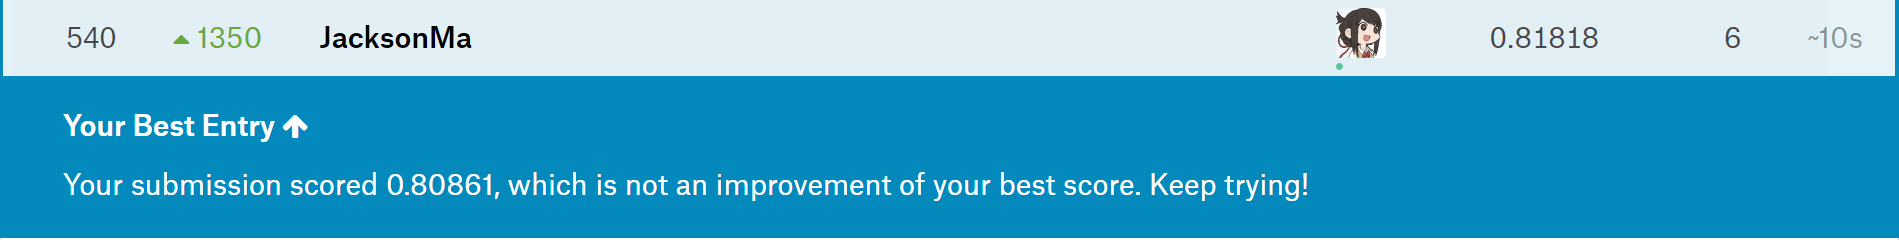 540 1350 JacksonMa 0.81818 6 ~10s
Your Best Entry
Your submission scored 0.80861, which is not an improvement of your best score. Keep trying!